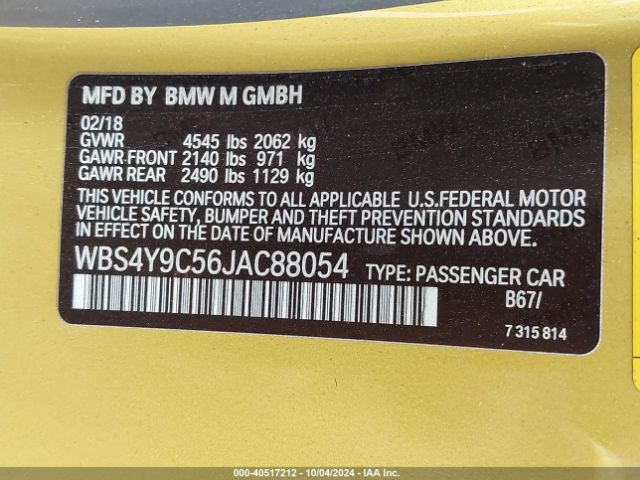 MFD BY BMW M GMBH
02/18
GVWR 4545 lbs 2062 kg
GAWR FRONT 2140 lbs 971 kg
GAWR REAR 2490 lbs 1129 kg
THIS VEHICLE CONFORMS TO ALL APPLICABLE U.S.FEDERAL MOTOR
VEHICLE SAFETY, BUMPER AND THEFT PREVENTION STANDARDS
IN EFFECT ON THE DATE OF MANUFACTURE SHOWN ABOVE.
WBS4Y9C56JAC88054 TYPE: PASSENGER CAR
B67/
7 315 814
000-40517212 - 10/04/2024 - IAA Inc.